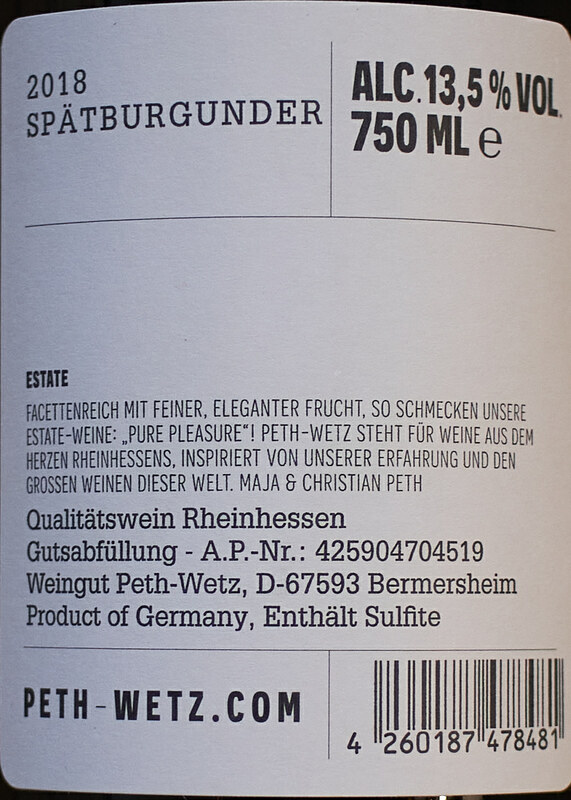 2018
SPÄTBURGUNDER
ALC. 13,5 % VOL.
750 ML e
ESTATE
FACETTENREICH MIT FEINER, ELEGANTER FRUCHT, SO SCHMECKEN UNSERE
ESTATE-WEINE: „PURE PLEASURE“! PETH-WETZ STEHT FÜR WEINE AUS DEM
HERZEN RHEINHESSENS, INSPIRIERT VON UNSERER ERFAHRUNG UND DEN
GROSSEN WEINEN DIESER WELT. MAJA & CHRISTIAN PETH
Qualitätswein Rheinhessen
Gutsabfüllung - A.P.-Nr.: 425904704519
Weingut Peth-Wetz, D-67593 Bermersheim
Product of Germany, Enthält Sulfite
PETH-WETZ.COM
4 260187 478481